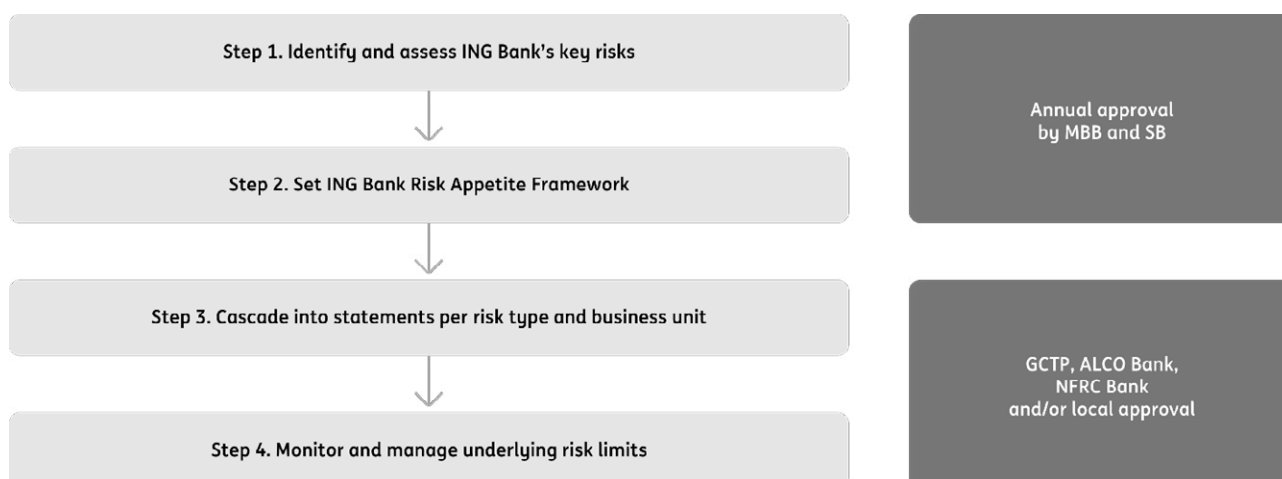 Step 1. Identify and assess ING Bank's key risks
Annual approval
by MBB and SB
Step 2. Set ING Bank Risk Appetite Framework
Step 3. Cascade into statements per risk type and business unit
GCTP, ALCO Bank,
NFRC Bank
and/or local approval
Step 4. Monitor and manage underlying risk limits